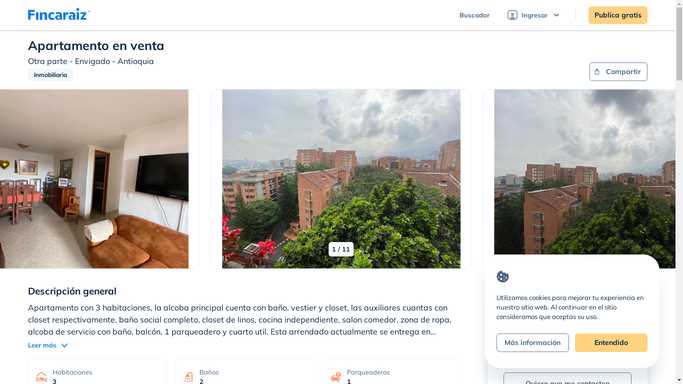 Fincaraiz
Buscador
Ingresar
Publica gratis
Apartamento en venta
Otra parte - Envigado - Antioquia
Inmobiliaria
Compartir
1 / 11
Descripción general
Apartamento con 3 habitaciones, la alcoba principal cuenta con baño, vestier y closet, las auxiliares cuantas con
closet respectivamente, baño social completo, closet de linos, cocina independiente, salon comedor, zona de ropa,
alcoba de servicio con baño, balcón, 1 parqueadero y cuarto util. Esta arrendado actualmente se entrega en...
Leer más
Habitaciones
3
Baños
2
Parqueaderos
1
Utilizamos cookies para mejorar tu experiencia en
nuestro sitio web. Al continuar en el sitio
consideramos que aceptas su uso.
Más información
Entendido
Quiero que me contacten